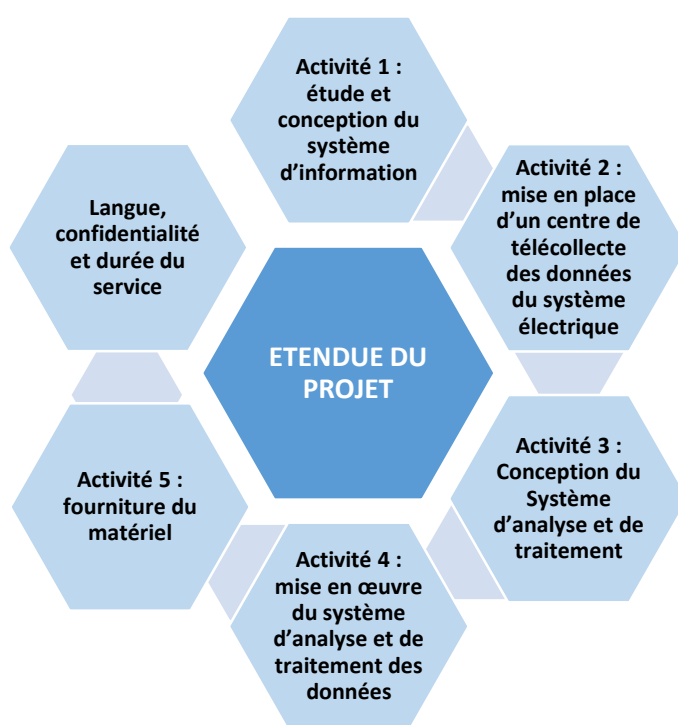 Activité 1 :
étude et
conception du
système
d'information
Activité 2 :
mise en place
d'un centre de
télécollecte
des données
du système
électrique
Activité 3 :
Conception du
Système
d'analyse et de
traitement
Activité 4 :
mise en œuvre
du système
d'analyse et de
traitement des
données
Activité 5 :
fourniture du
matériel
Langue,
confidentialité
et durée du
service
ETENDUE DU
PROJET